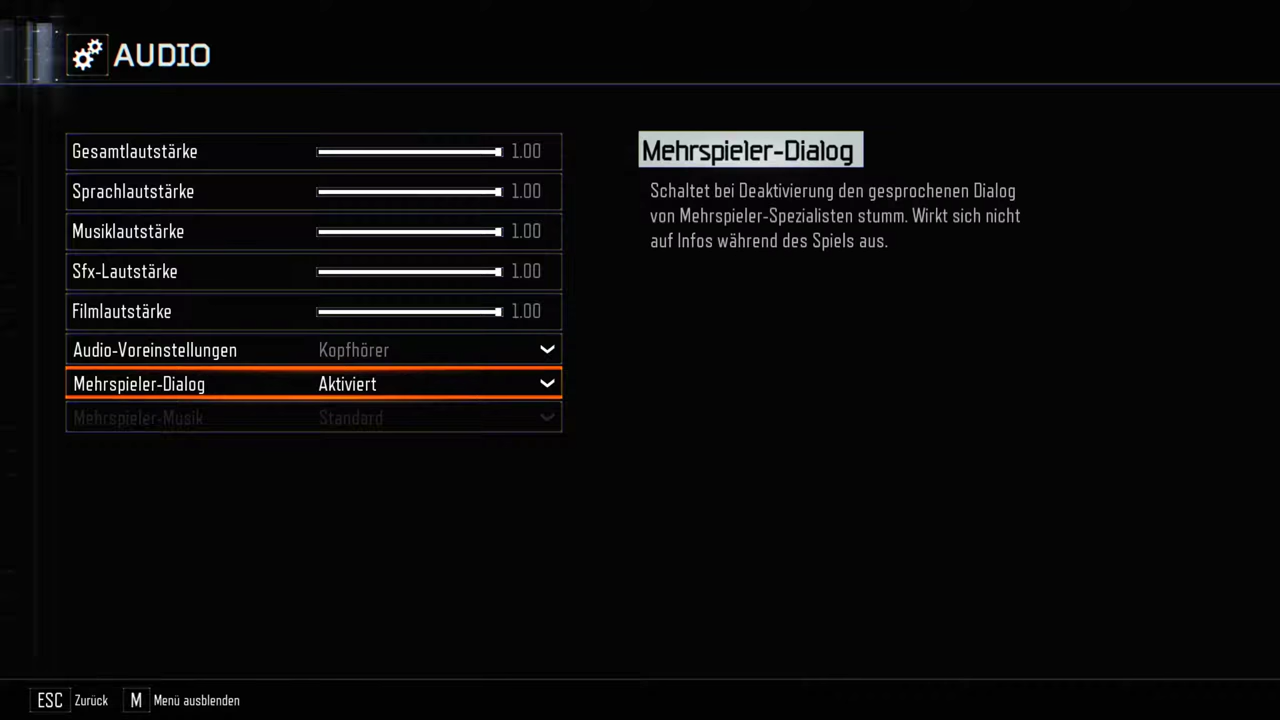 AUDIO
Gesamtlautstärke 1.00
Sprachlautstärke 1.00
Musiklautstärke 1.00
Sfx-Lautstärke 1.00
Filmlautstärke 1.00
Audio-Voreinstellungen Kopfhörer
Mehrspieler-Dialog Aktiviert
Mehrspieler-Musik Standard
Mehrspieler-Dialog
Schaltet bei Deaktivierung den gesprochenen Dialog
von Mehrspieler-Spezialisten stumm. Wirkt sich nicht
auf Infos während des Spiels aus.
ESC Zurück M Menü ausblenden